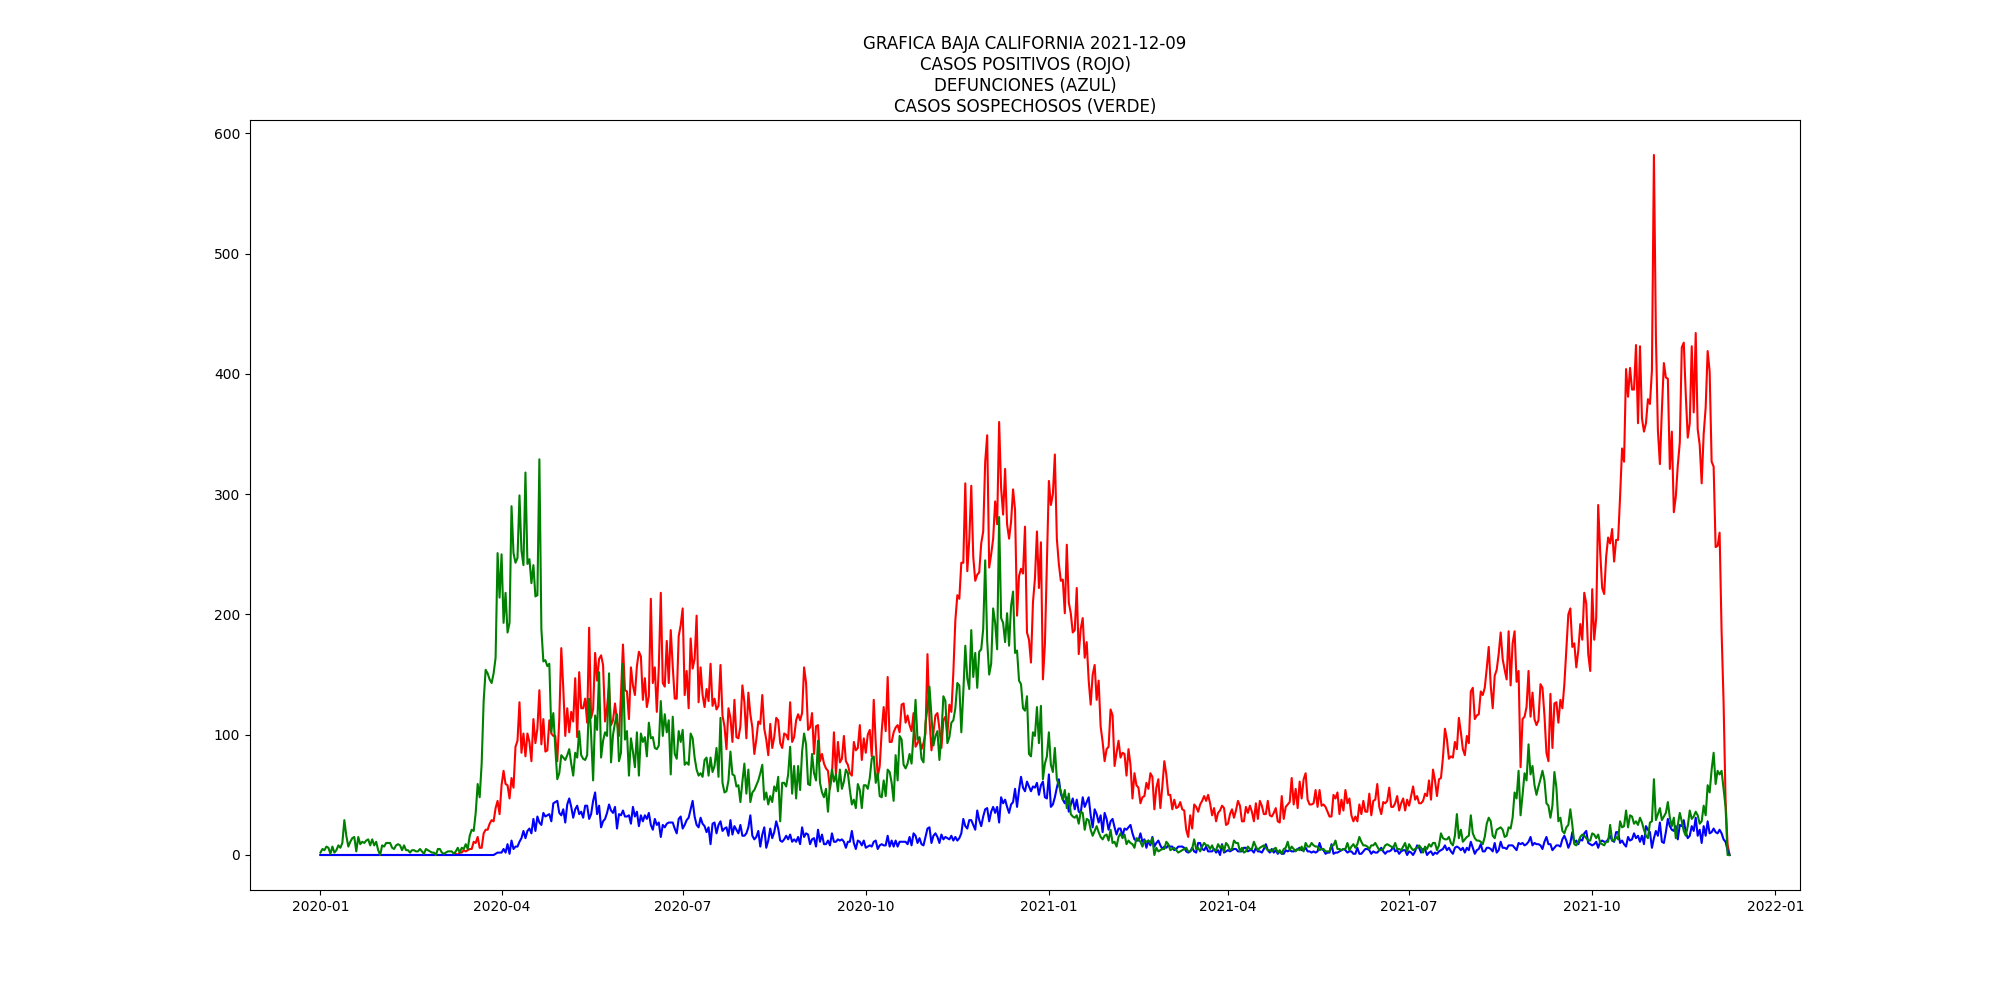 GRAFICA BAJA CALIFORNIA 2021-12-09
CASOS POSITIVOS (ROJO)
DEFUNCIONES (AZUL)
CASOS SOSPECHOSOS (VERDE)
600
500
400
300
200
100
0
2020-01 2020-04 2020-07 2020-10 2021-01 2021-04 2021-07 2021-10 2022-01